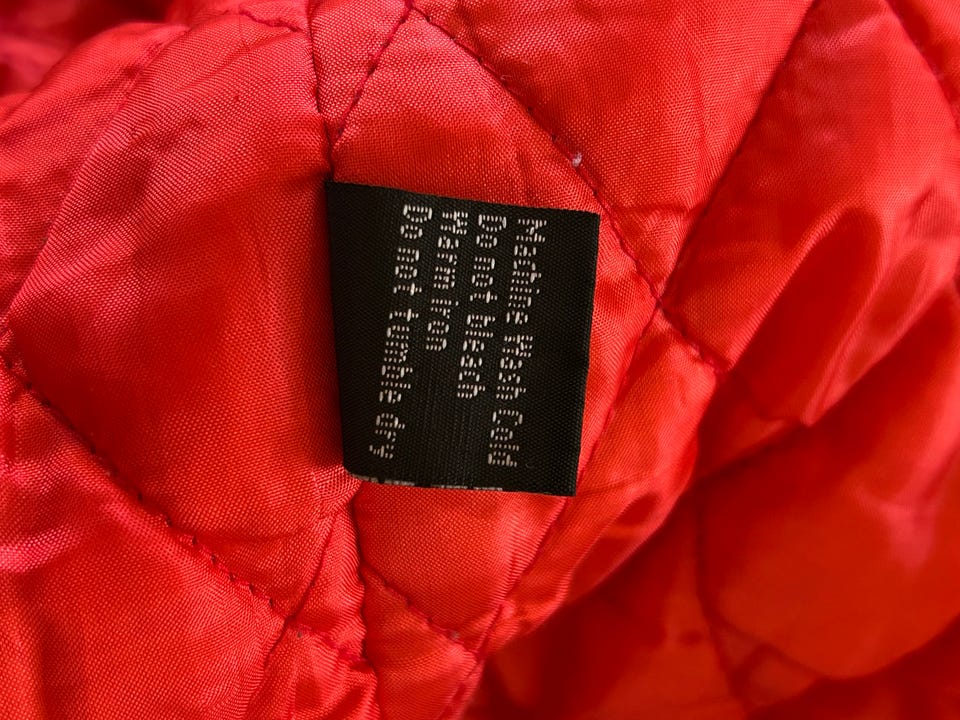 Machine Wash Cold
Do not bleach
Warm iron
Do not tumble dry